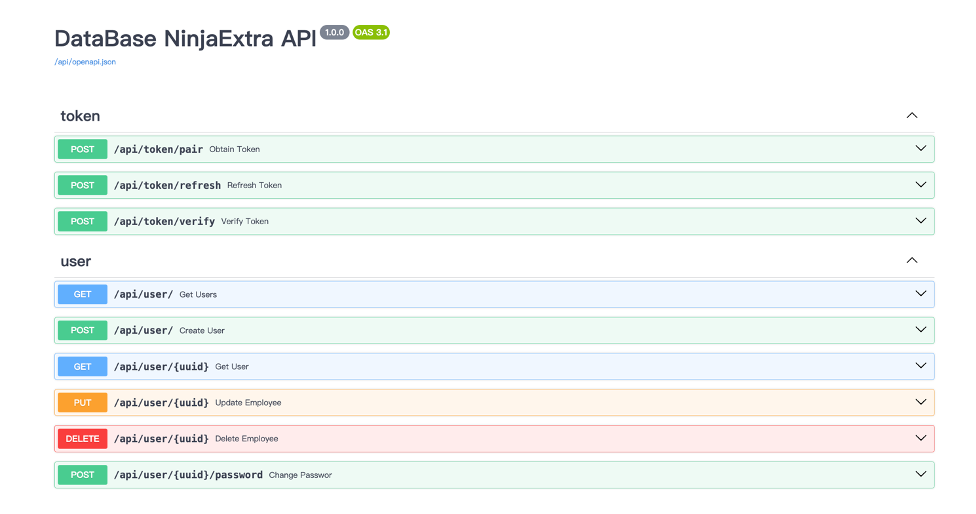 DataBase NinjaExtra API 1.0.0 OAS 3.1
/api/openapi.json
token
POST /api/token/pair Obtain Token
POST /api/token/refresh Refresh Token
POST /api/token/verify Verify Token
user
GET /api/user/ Get Users
POST /api/user/ Create User
GET /api/user/{uuid} Get User
PUT /api/user/{uuid} Update Employee
DELETE /api/user/{uuid} Delete Employee
POST /api/user/{uuid}/password Change Passwor